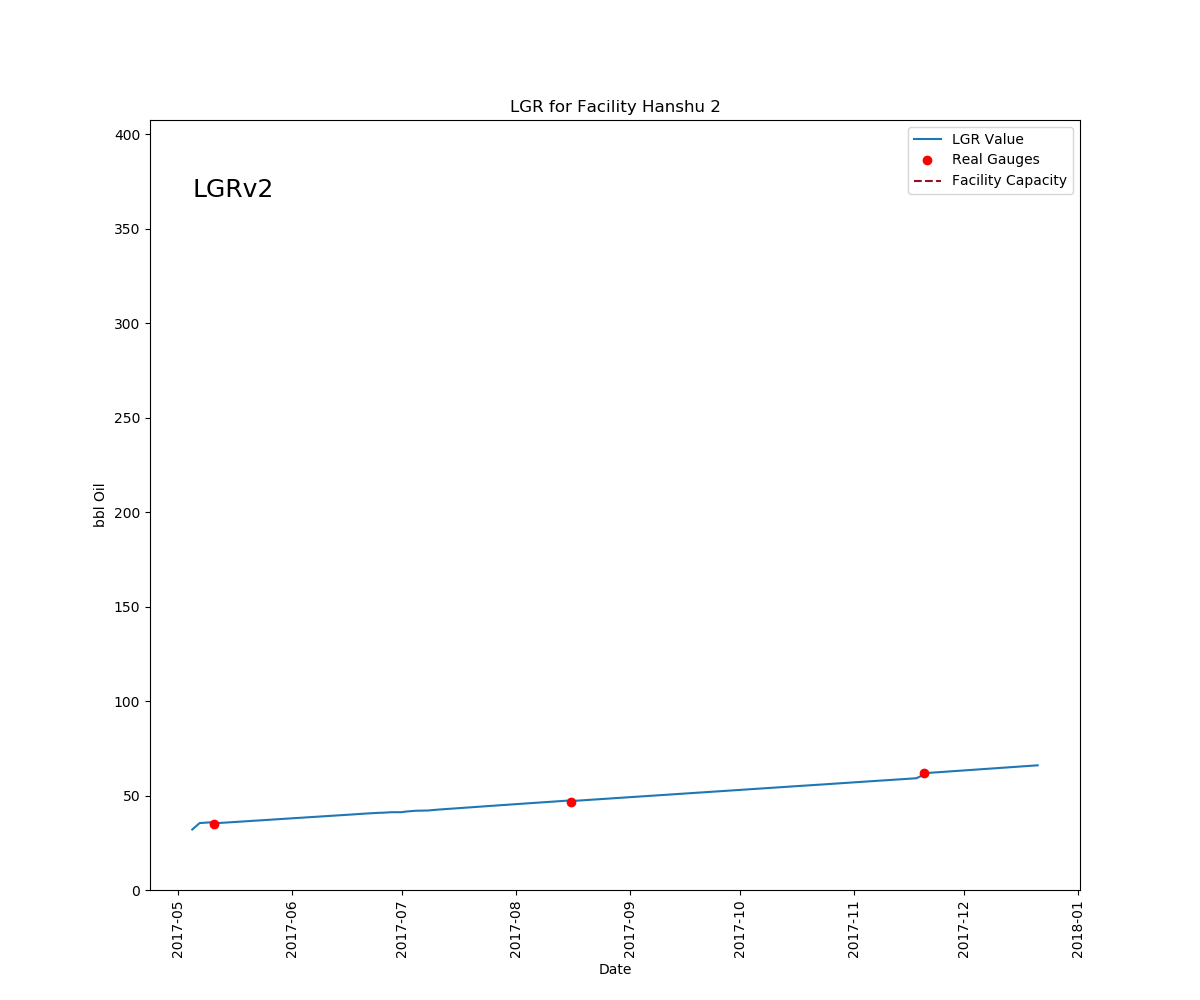 LGR for Facility Hanshu 2
LGRv2
LGR Value
Real Gauges
Facility Capacity
400
350
300
250
200
150
100
50
0
bbl Oil
2017-05
2017-06
2017-07
2017-08
2017-09
2017-10
2017-11
2017-12
2018-01
Date